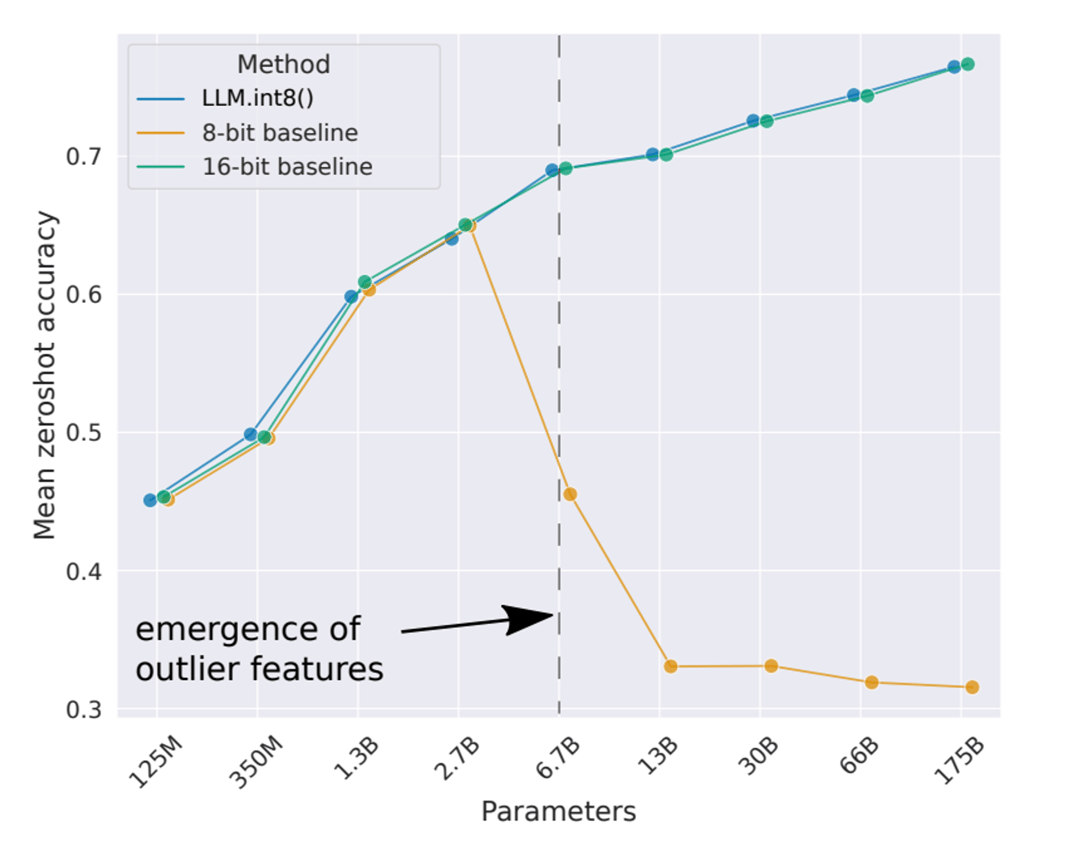 Method
LLM.int8()
8-bit baseline
16-bit baseline
Mean zeroshot accuracy
0.7
0.6
0.5
0.4
0.3
emergence of
outlier features
125M
350M
1.3B
2.7B
6.7B
13B
30B
66B
175B
Parameters